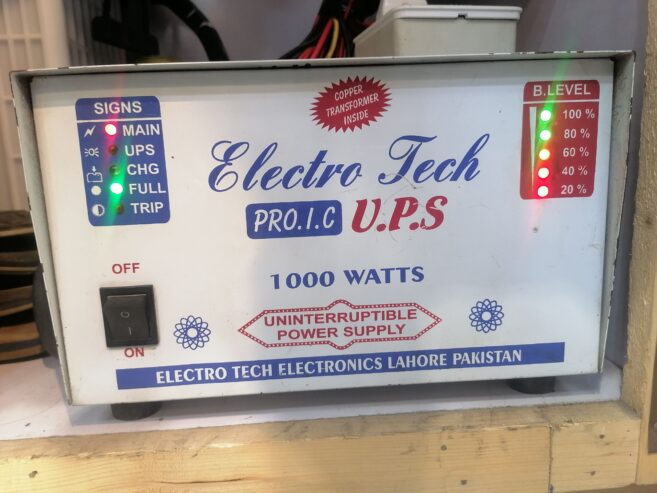 SIGNS
MAIN
UPS
CHG
FULL
TRIP
COPPER
TRANSFORMER
INSIDE
B.LEVEL
100 %
80 %
60 %
40 %
20 %
Electro Tech
PRO.I.C U.P.S
1000 WATTS
OFF
O
I
ON
UNINTERRUPTIBLE
POWER SUPPLY
ELECTRO TECH ELECTRONICS LAHORE PAKISTAN